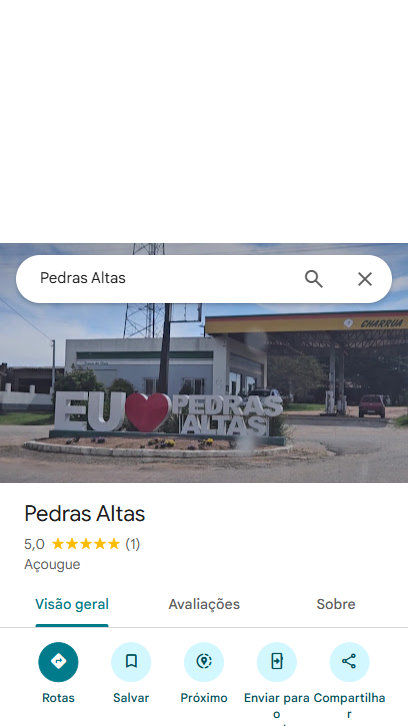 Pedras Altas
CHARRUA
EU
PEDRAS
ALTAS
Pedras Altas
5,0 (1)
Açougue
Visão geral Avaliações Sobre
Rotas Salvar Próximo Enviar para Compartilha
o r